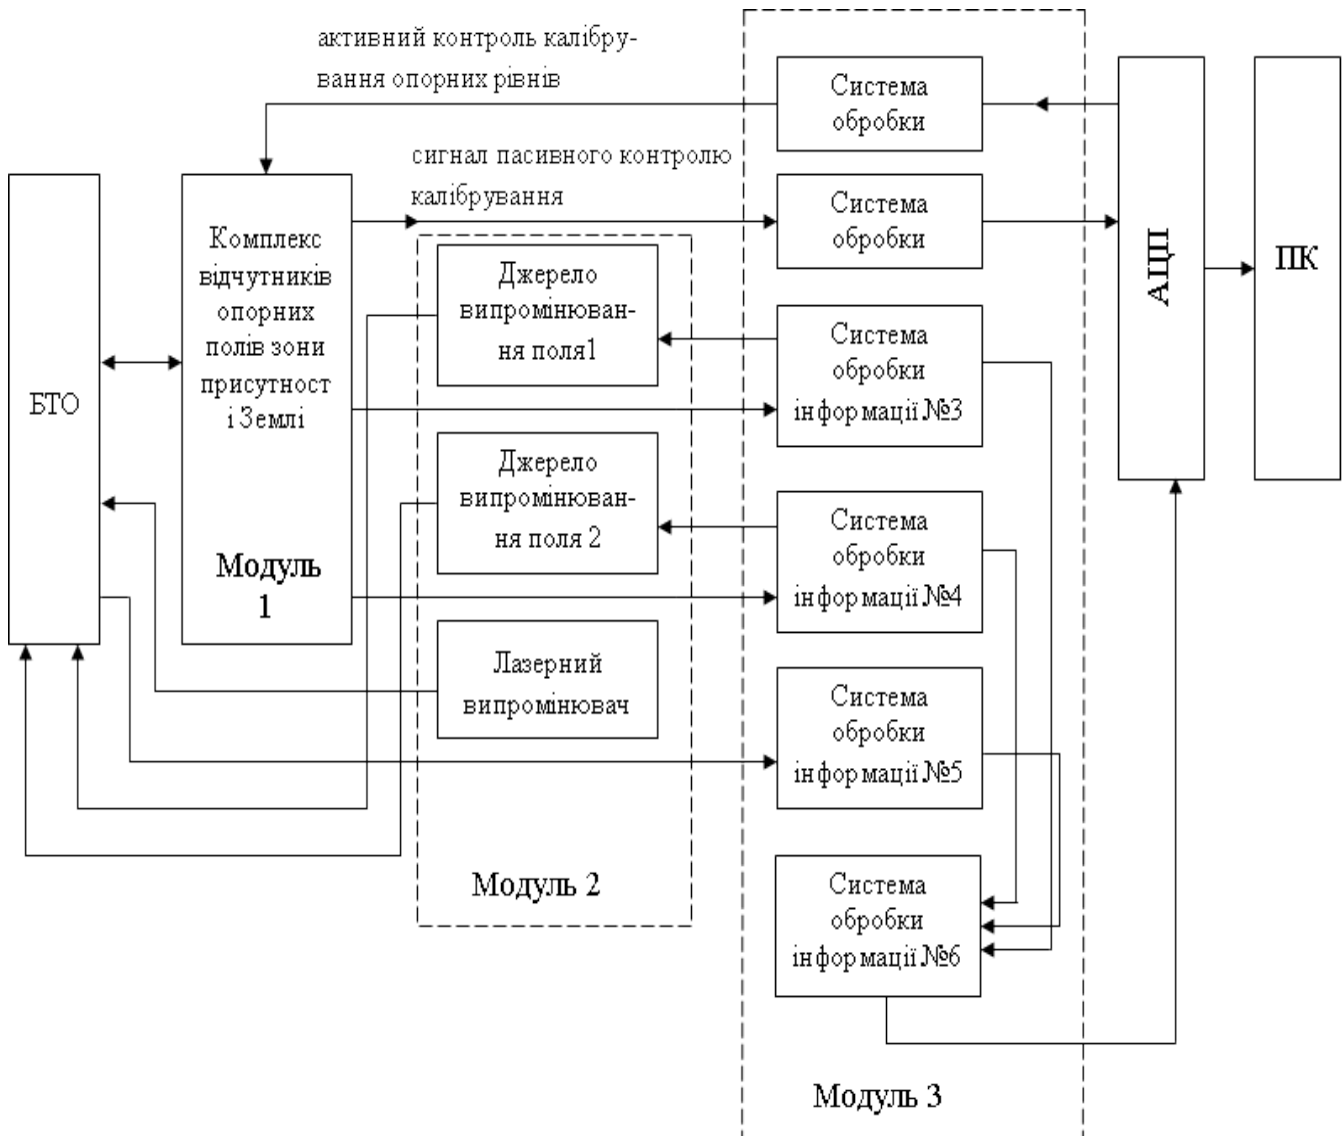 активний контроль калібру-
вання опорних рівнів
Система
обробки
сигнал пасивного контролю
калібрування
Система
обробки
АЦП
ПК
БТО
Комплекс
відчутників
опорних
полів зони
присутност
і Землі
Модуль
1
Джерело
випромінюван-
ня поля1
Джерело
випромінюван-
ня поля 2
Лазерний
випромінювач
Модуль 2
Система
обробки
інформації.№3
Система
обробки
інформації.№4
Система
обробки
інформації.№5
Система
обробки
інформації.№6
Модуль 3